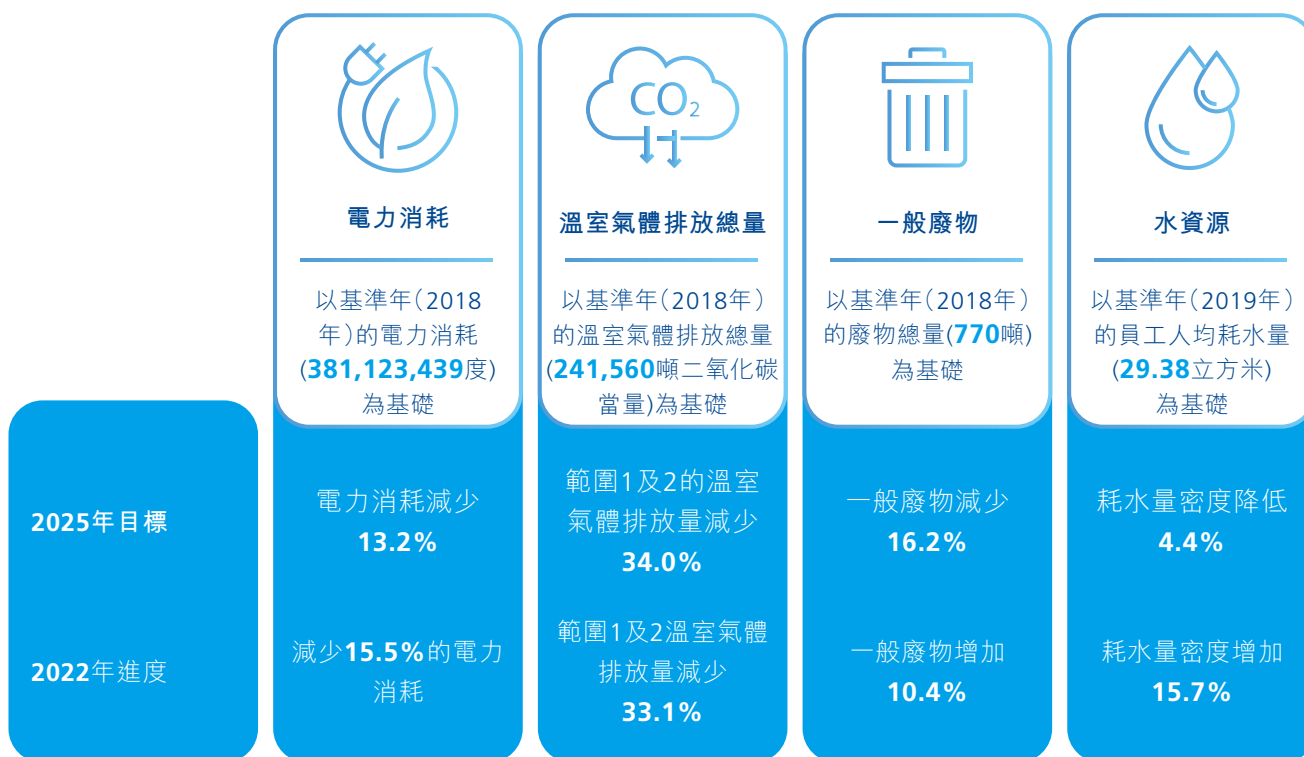 CO₂
電力消耗
以基準年（2018
年）的電力消耗
(381,123,439度)
為基礎
溫室氣體排放總量
以基準年（2018年）
的溫室氣體排放總量
(241,560噸二氧化碳
當量)為基礎
一般廢物
以基準年（2018年）
的廢物總量(770噸)
為基礎
水資源
以基準年（2019年）
的員工人均耗水量
(29.38立方米)
為基礎
2025年目標
電力消耗減少
13.2%
範圍1及2的溫室
氣體排放量減少
34.0%
一般廢物減少
16.2%
耗水量密度降低
4.4%
2022年進度
減少15.5%的電力
消耗
範圍1及2溫室氣體
排放量減少
33.1%
一般廢物增加
10.4%
耗水量密度增加
15.7%